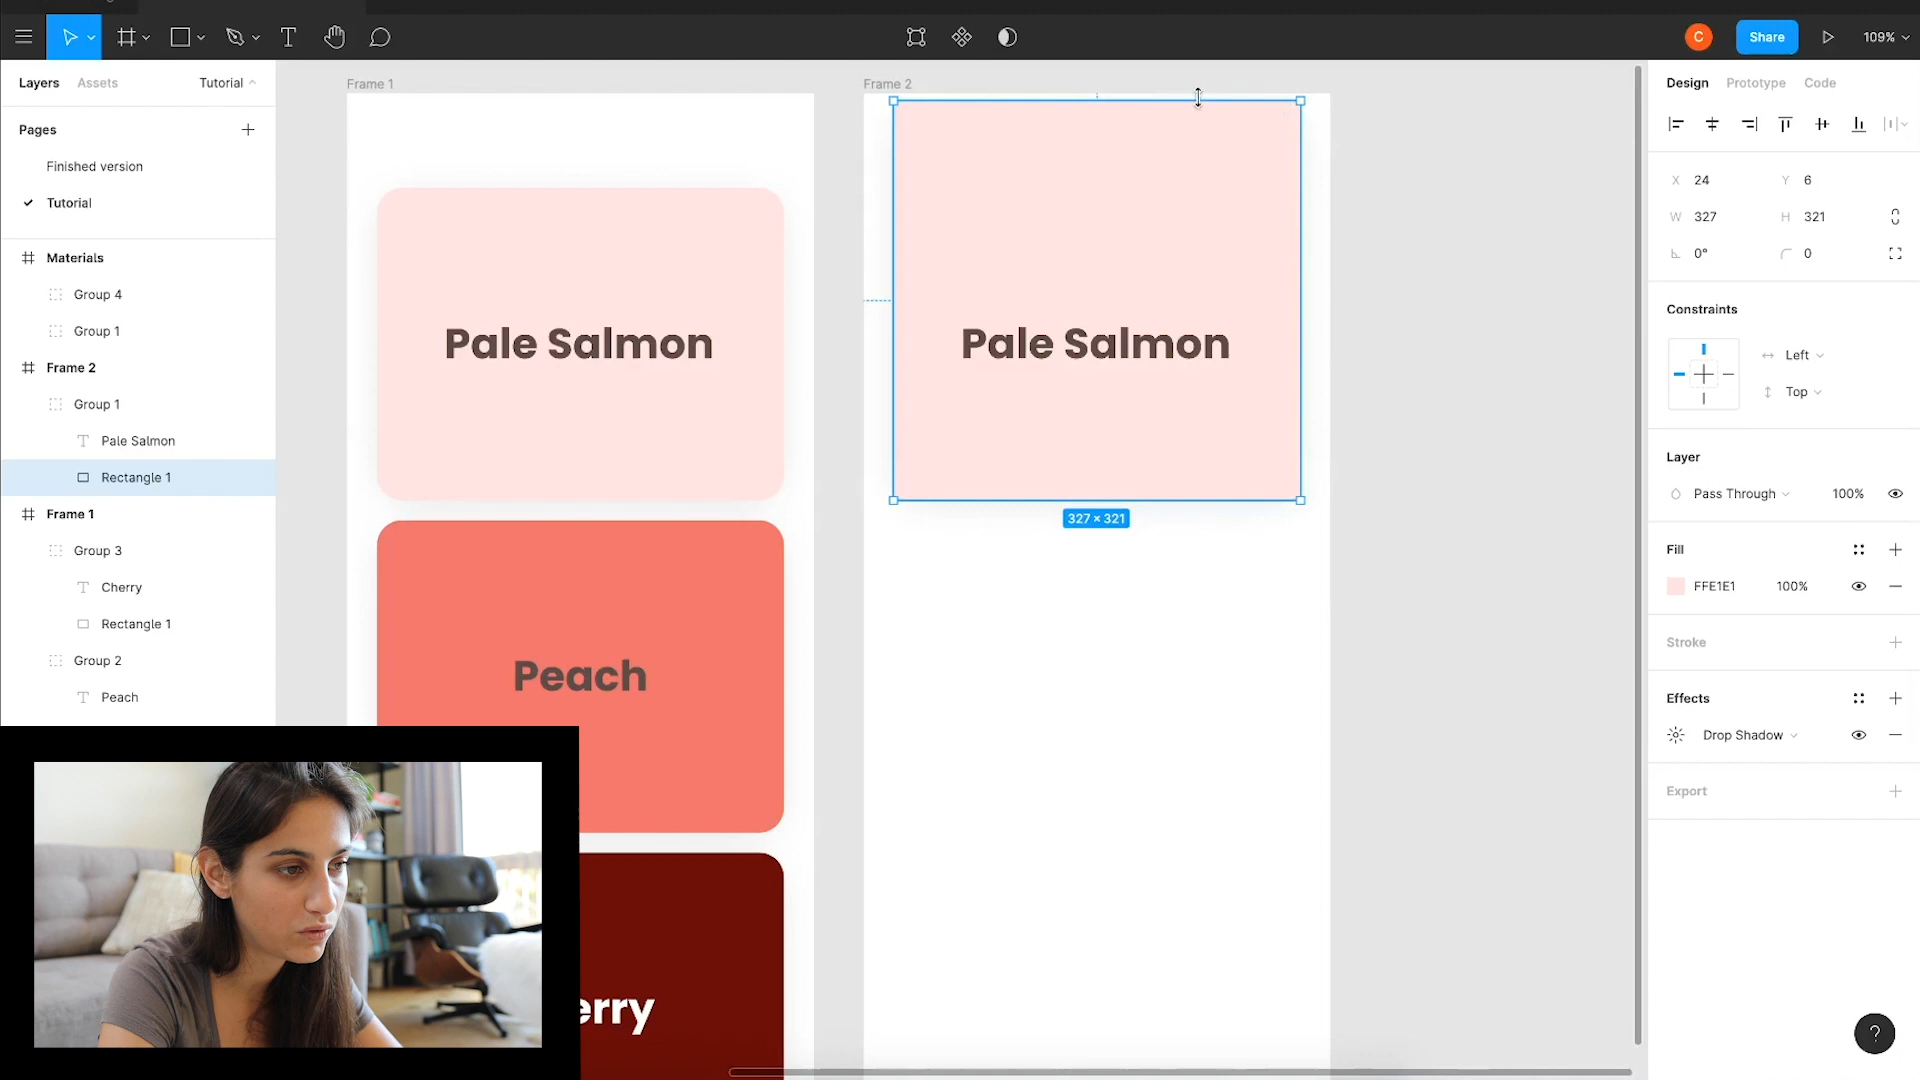 C
Share
109%
Layers
Assets
Tutorial
Pages
Finished version
Tutorial
Materials
Group 4
Group 1
Frame 2
Group 1
Pale Salmon
Rectangle 1
Frame 1
Group 3
Cherry
Rectangle 1
Group 2
Peach
Frame 1
Pale Salmon
Peach
erry
Frame 2
Pale Salmon
327 × 321
Design
Prototype
Code
X 24
Y 6
W 327
H 321
0°
0
Constraints
Left
Top
Layer
Pass Through
100%
Fill
FFE1E1
100%
Stroke
Effects
Drop Shadow
Export
?